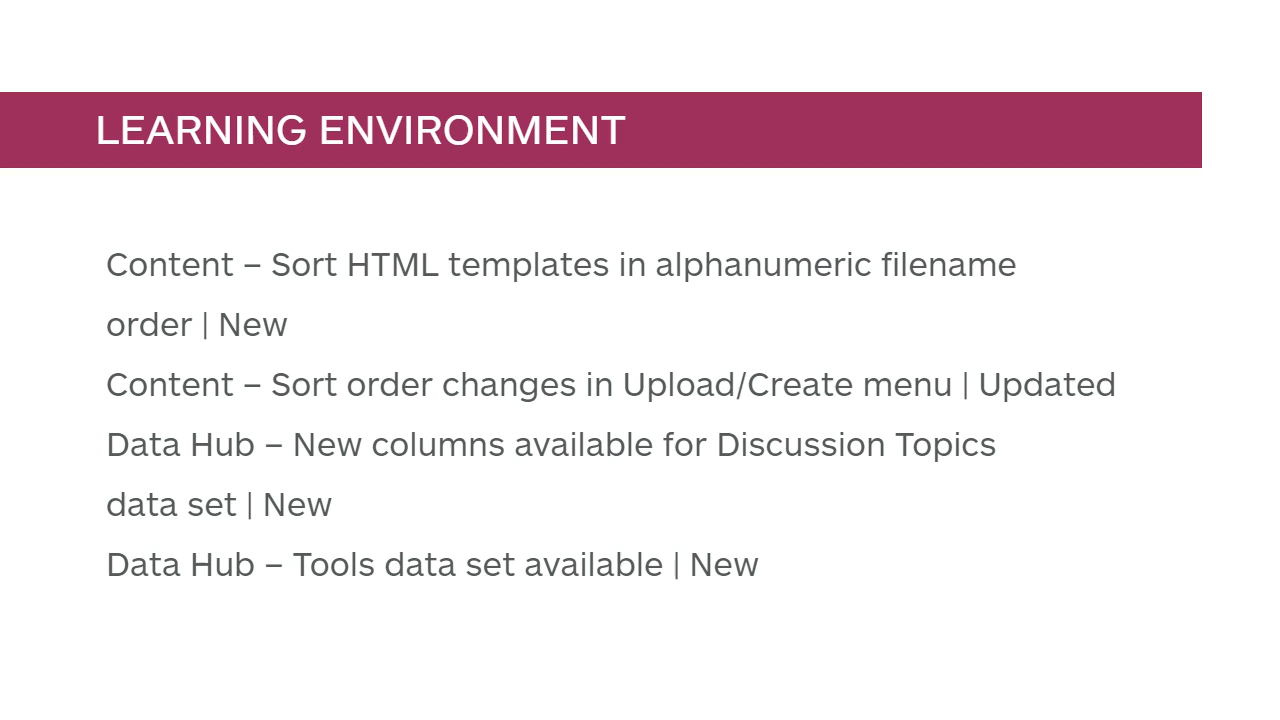 LEARNING ENVIRONMENT
Content – Sort HTML templates in alphanumeric filename
order | New
Content – Sort order changes in Upload/Create menu | Updated
Data Hub – New columns available for Discussion Topics
data set | New
Data Hub – Tools data set available | New